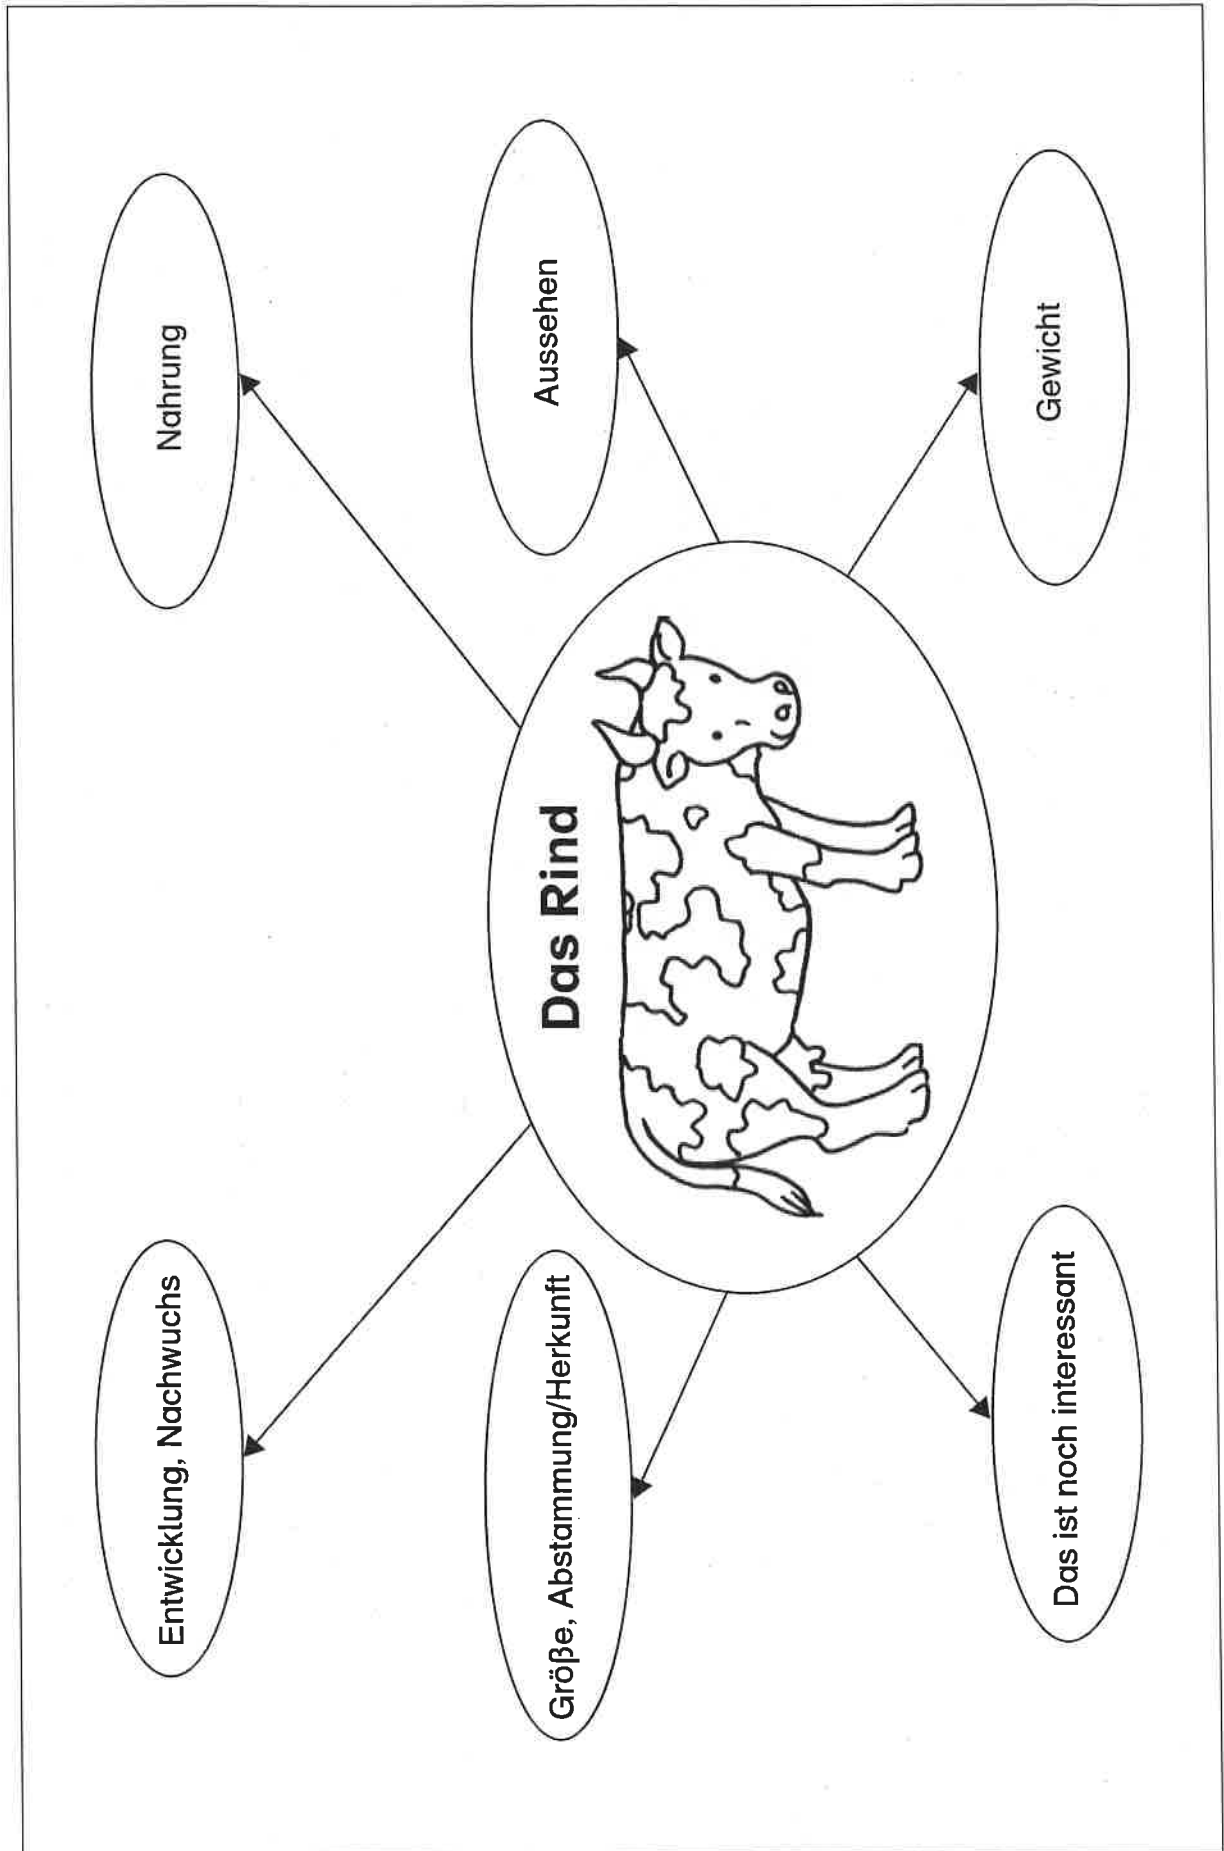 Entwicklung, Nachwuchs
Nahrung
Das Rind
Größe, Abstammung/Herkunft
Aussehen
Das ist noch interessant
Gewicht